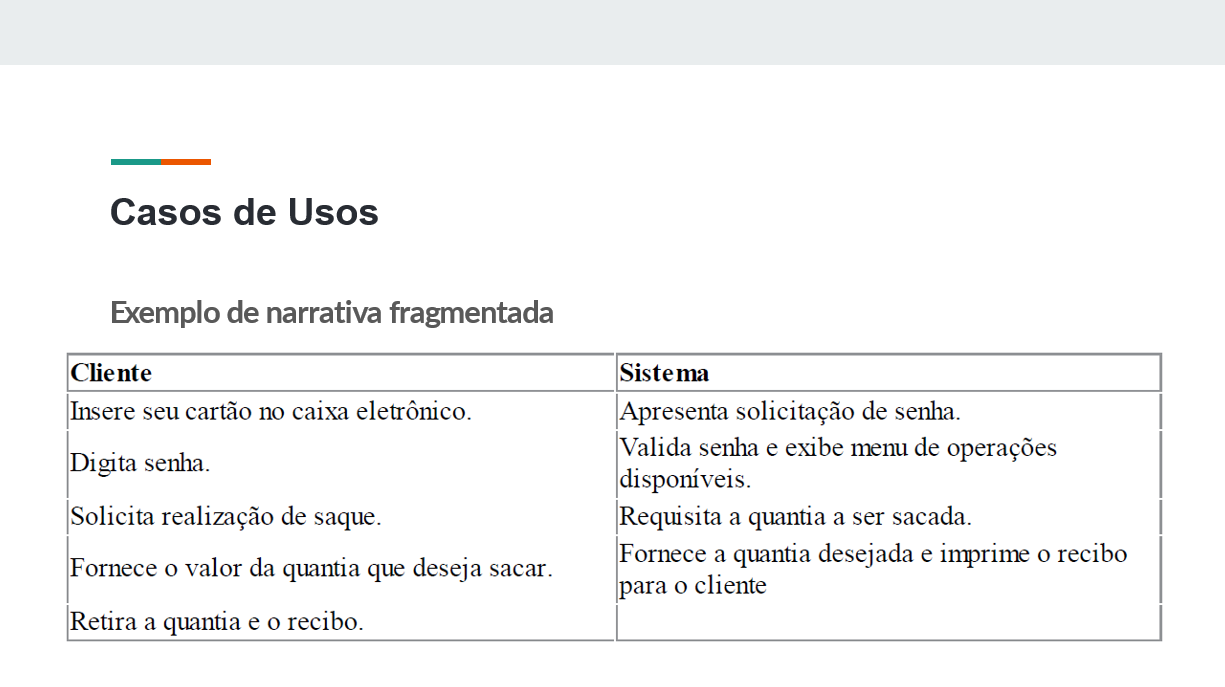 Casos de Usos
Exemplo de narrativa fragmentada
Cliente
Sistema
Insere seu cartão no caixa eletrônico.
Apresenta solicitação de senha.
Digita senha.
Valida senha e exibe menu de operações
disponíveis.
Solicita realização de saque.
Requisita a quantia a ser sacada.
Fornece o valor da quantia que deseja sacar.
Fornece a quantia desejada e imprime o recibo
para o cliente
Retira a quantia e o recibo.